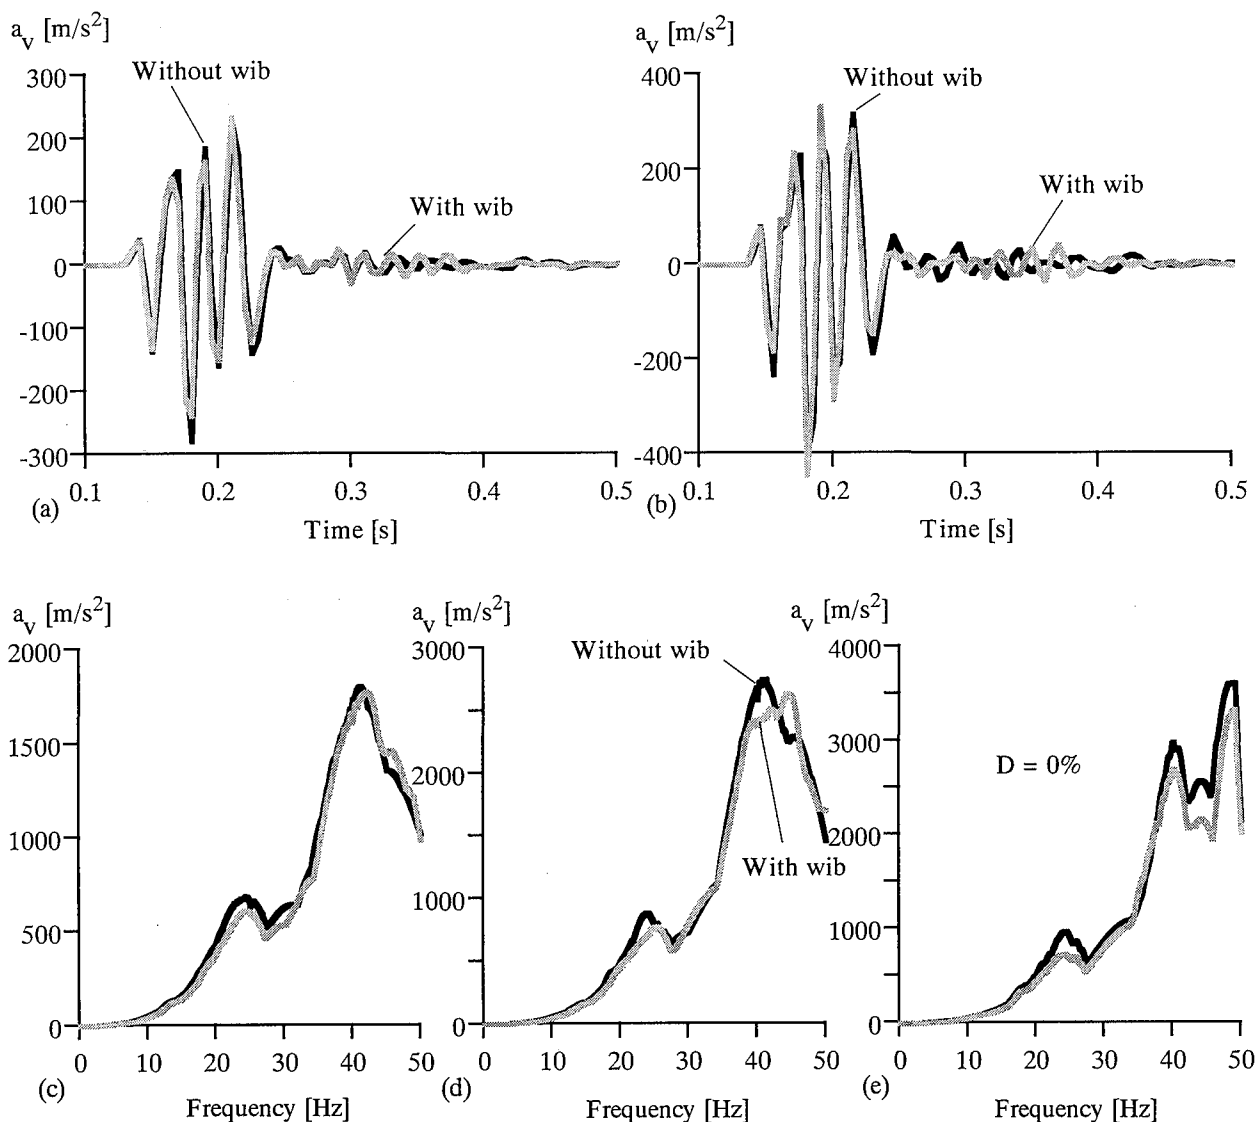 a_v [m/s²]
Without wib
300
200
100
0
-100
-200
-300
With wib
0.1
0.2
0.3
0.4
0.5
(a)
Time [s]
a_v [m/s²]
400
200
0
-200
-400
Without wib
With wib
0.1
0.2
0.3
0.4
0.5
(b)
Time [s]
a_v [m/s²]
2000
1500
1000
500
0
0
10
20
30
40
50
(c)
Frequency [Hz]
a_v [m/s²]
3000
2000
1000
0
Without wib
With wib
0
10
20
30
40
50
(d)
Frequency [Hz]
a_v [m/s²]
4000
3000
2000
1000
0
D = 0%
0
10
20
30
40
50
(e)
Frequency [Hz]